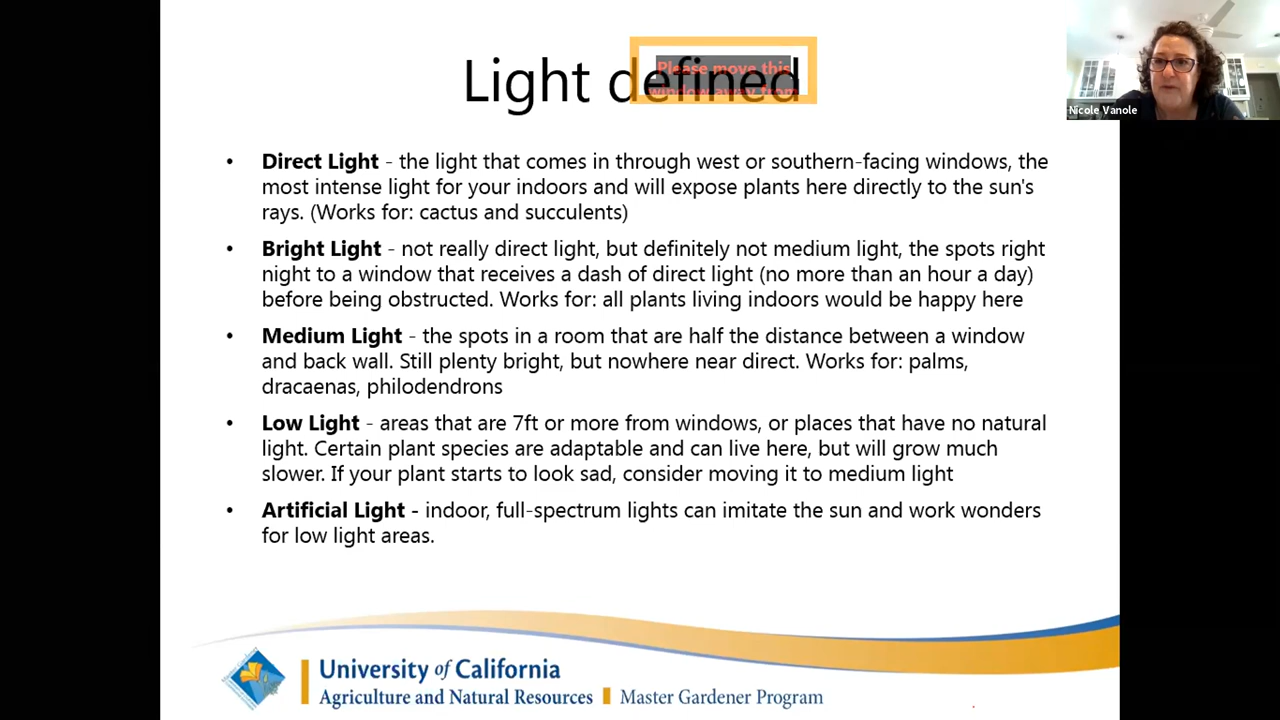 Light defined
Please move this
window away from
Nicole Vanole
• Direct Light - the light that comes in through west or southern-facing windows, the
most intense light for your indoors and will expose plants here directly to the sun's
rays. (Works for: cactus and succulents)
• Bright Light - not really direct light, but definitely not medium light, the spots right
night to a window that receives a dash of direct light (no more than an hour a day)
before being obstructed. Works for: all plants living indoors would be happy here
• Medium Light - the spots in a room that are half the distance between a window
and back wall. Still plenty bright, but nowhere near direct. Works for: palms,
dracaenas, philodendrons
• Low Light - areas that are 7ft or more from windows, or places that have no natural
light. Certain plant species are adaptable and can live here, but will grow much
slower. If your plant starts to look sad, consider moving it to medium light
• Artificial Light - indoor, full-spectrum lights can imitate the sun and work wonders
for low light areas.
University of California
Agriculture and Natural Resources Master Gardener Program